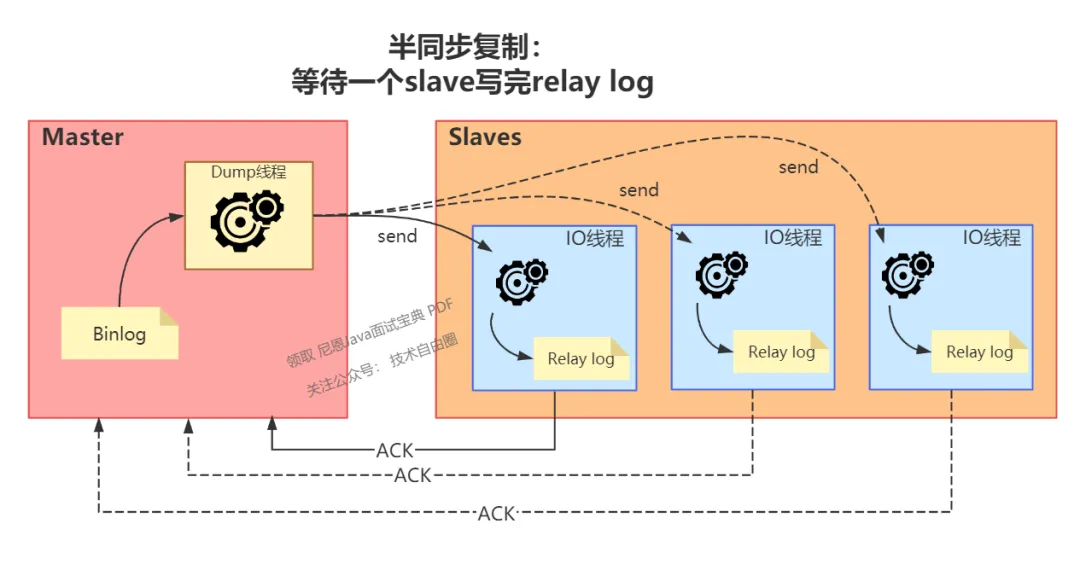 半同步复制：
等待一个slave写完relay log
Master
Slaves
Dump线程
send
send
send
IO线程
IO线程
IO线程
Binlog
Relay log
Relay log
Relay log
领取 尼恩Java面试宝典 PDF
关注公众号： 技术自由圈
ACK
ACK
ACK